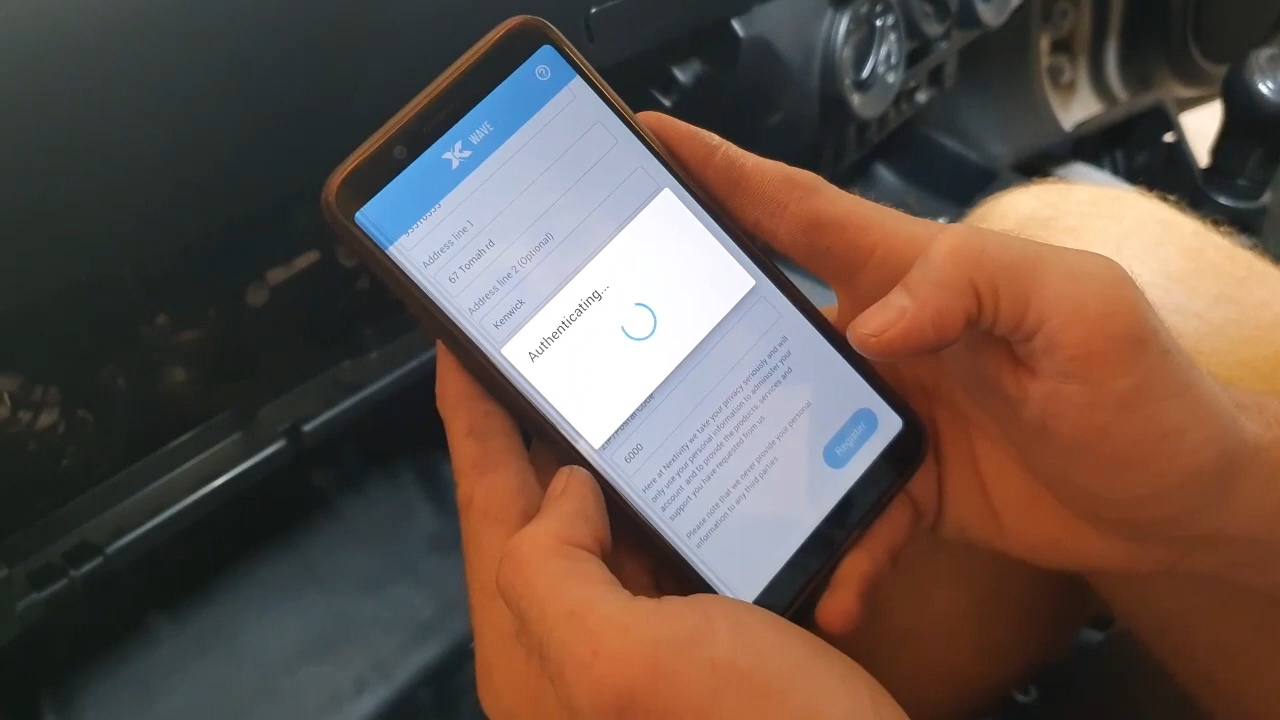 WAVE
Address line 1
67 Tomah rd
Address line 2 (Optional)
Kenwick
Authenticating...
6000
Here at Nextivity we take your privacy seriously and will
only use your personal information to administer your
account and to provide the products, services and
support you have requested from us.
Please note that we never provide your personal
information to any third parties.
Register